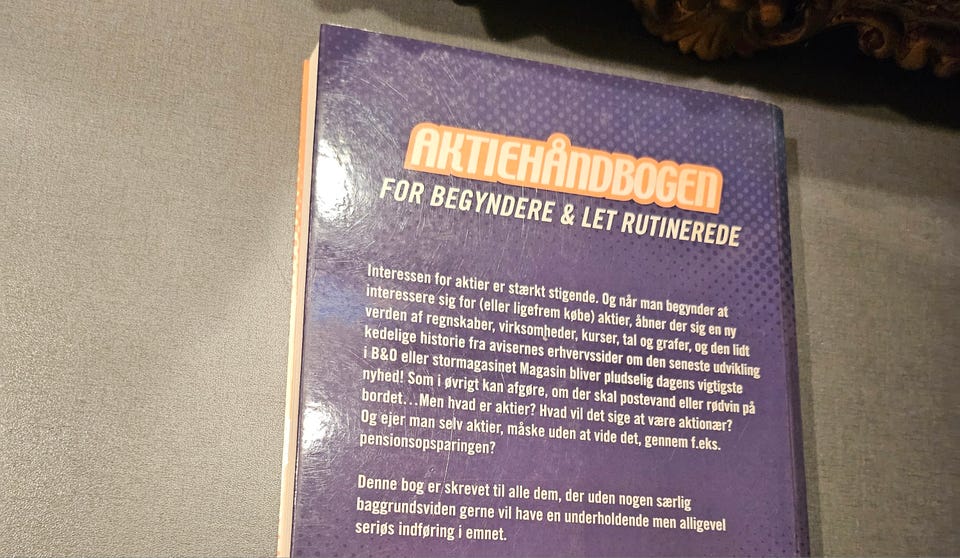 AKTIEHÅNDBOGEN
FOR BEGYNDERE & LET RUTINEREDE
Interessen for aktier er stærkt stigende. Og når man begynder at
interessere sig for (eller ligefrem købe) aktier, åbner der sig en ny
verden af regnskaber, virksomheder, kurser, tal og grafer, og den lidt
kedelige historie fra avisernes erhvervssider om den seneste udvikling
i B&O eller stormagasinet Magasin bliver pludselig dagens vigtigste
nyhed! Som i øvrigt kan afgøre, om der skal postevand eller rødvin på
bordet...Men hvad er aktier? Hvad vil det sige at være aktionær?
Og ejer man selv aktier, måske uden at vide det, gennem f.eks.
pensionsopsparingen?
Denne bog er skrevet til alle dem, der uden nogen særlig
baggrundsviden gerne vil have en underholdende men alligevel
seriøs indføring i emnet.